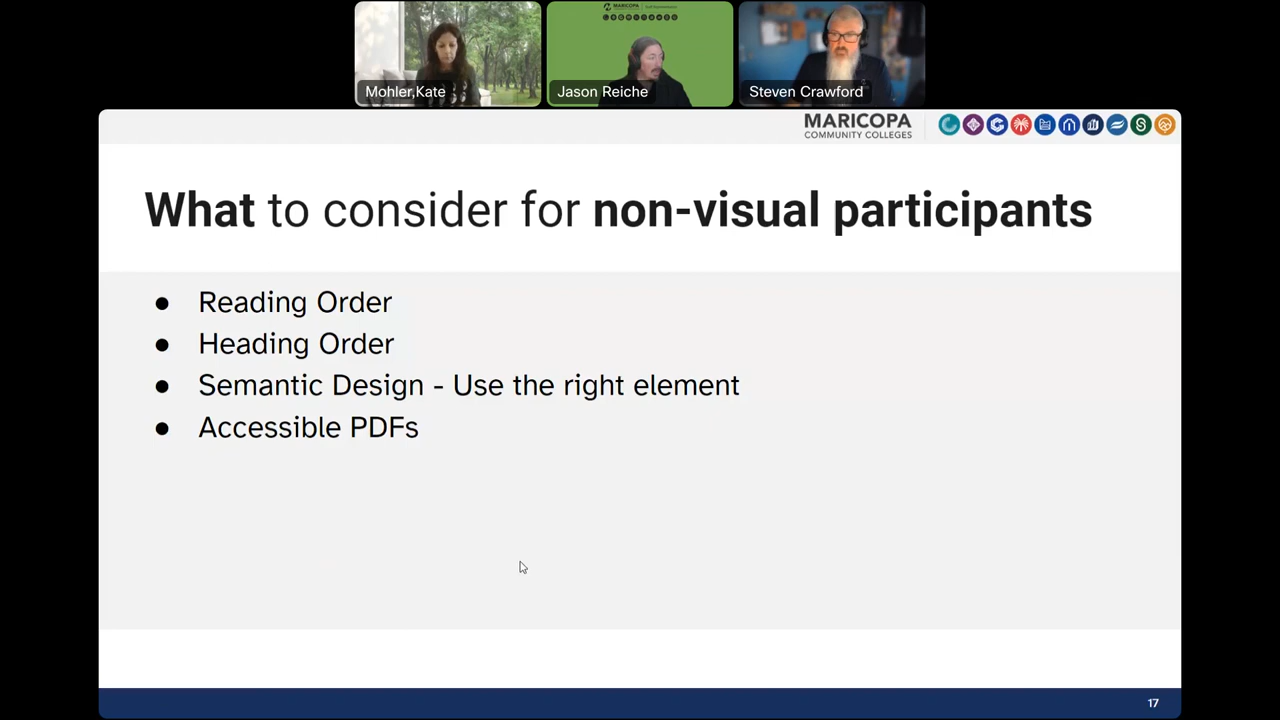 Mohler,Kate
Jason Reiche
Steven Crawford
MARICOPA
MARICOPA
COMMUNITY COLLEGES
What to consider for non-visual participants
● Reading Order
● Heading Order
● Semantic Design - Use the right element
● Accessible PDFs
17